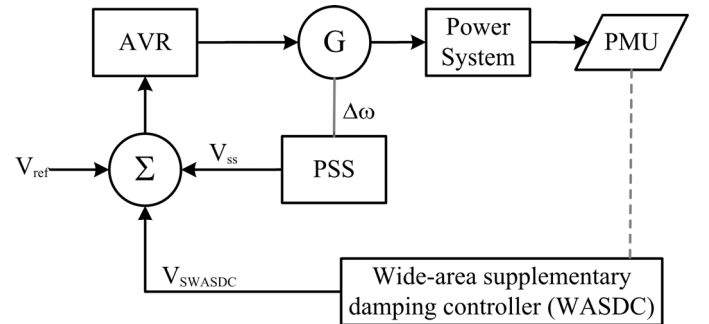 AVR
G
Power
System
PMU
Δω
V_ref
Σ
V_ss
PSS
V_SWASDC
Wide-area supplementary
damping controller (WASDC)